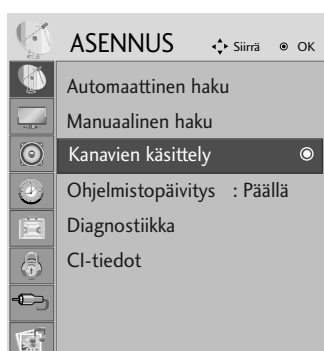 ASENNUS Siirrä OK
Automaattinen haku
Manuaalinen haku
Kanavien käsittely
Ohjelmistopäivitys : Päällä
Diagnostiikka
CI-tiedot